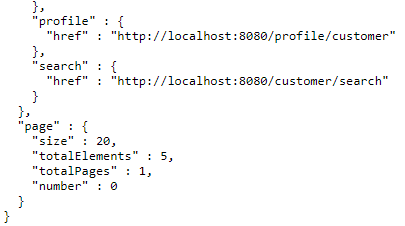 },
    "profile" : {
      "href" : "http://localhost:8080/profile/customer"
    },
    "search" : {
      "href" : "http://localhost:8080/customer/search"
    }
  },
  "page" : {
    "size" : 20,
    "totalElements" : 5,
    "totalPages" : 1,
    "number" : 0
  }
}